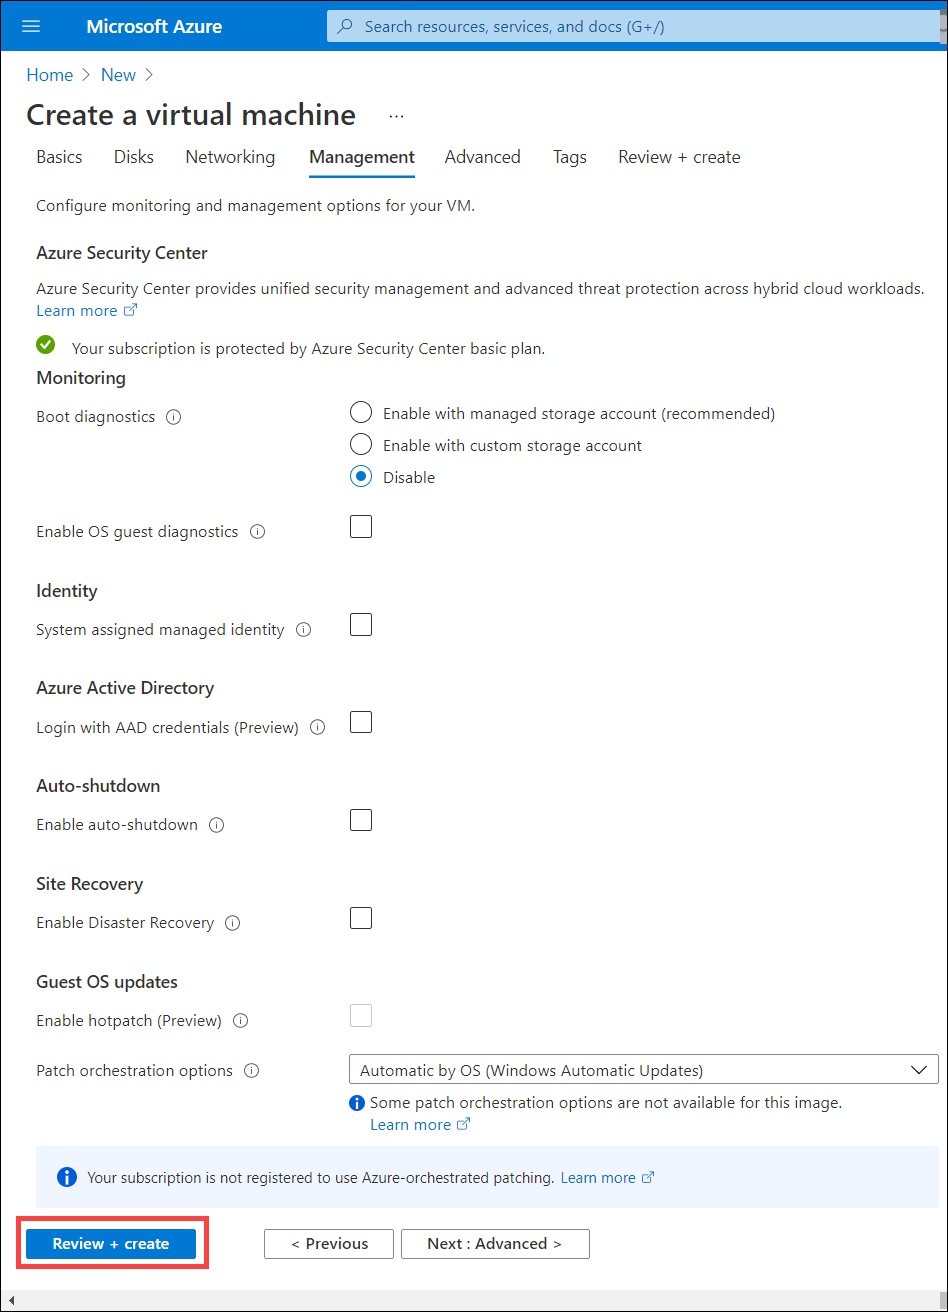 Microsoft Azure
Search resources, services, and docs (G+/)
Home > New >
Create a virtual machine ...
Basics Disks Networking Management Advanced Tags Review + create
Configure monitoring and management options for your VM.
Azure Security Center
Azure Security Center provides unified security management and advanced threat protection across hybrid cloud workloads.
Learn more
Your subscription is protected by Azure Security Center basic plan.
Monitoring
Boot diagnostics
Enable with managed storage account (recommended)
Enable with custom storage account
Disable
Enable OS guest diagnostics
Identity
System assigned managed identity
Azure Active Directory
Login with AAD credentials (Preview)
Auto-shutdown
Enable auto-shutdown
Site Recovery
Enable Disaster Recovery
Guest OS updates
Enable hotpatch (Preview)
Patch orchestration options
Automatic by OS (Windows Automatic Updates)
Some patch orchestration options are not available for this image.
Learn more
Your subscription is not registered to use Azure-orchestrated patching. Learn more
Review + create
< Previous
Next : Advanced >